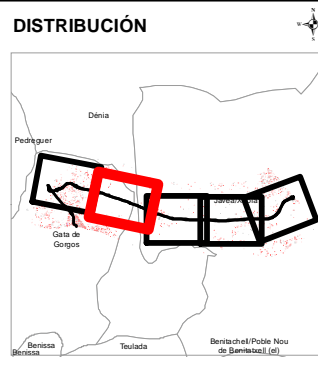 DISTRIBUCIÓN
N
W
S
Dénia
Pedreguer
Jávea/Xàbia
Gata de
Gorgos
Benissa
Benissa
Teulada
Benitachell/Poble Nou
de Benitatxell (el)